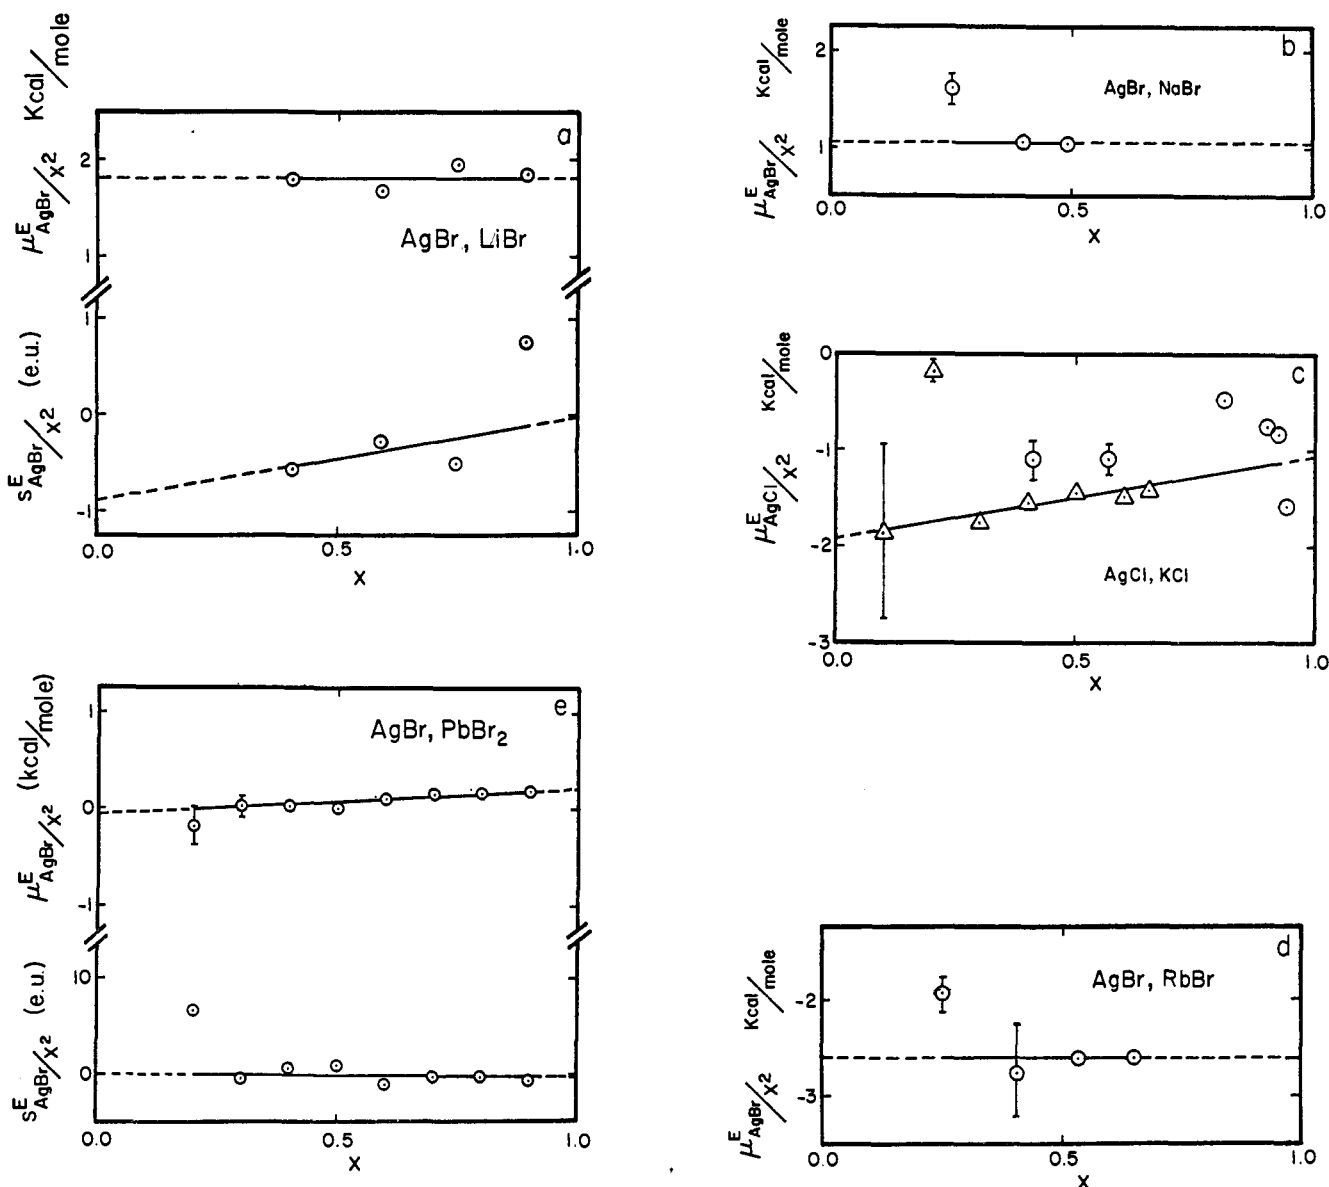 a
μ^E_AgBr/x² Kcal/mole
2
1
AgBr, LiBr
s^E_AgBr/x² (e.u.)
1
0
-1
0.0 0.5 1.0
x
b
μ^E_AgBr/x² Kcal/mole
2
1
AgBr, NaBr
0.0 0.5 1.0
x
c
μ^E_AgCl/x² Kcal/mole
0
-1
-2
-3
AgCl, KCl
0.0 0.5 1.0
x
e
μ^E_AgBr/x² (kcal/mole)
1
0
-1
AgBr, PbBr₂
s^E_AgBr/x² (e.u.)
10
0
0.0 0.5 1.0
x
d
μ^E_AgBr/x² Kcal/mole
-2
-3
AgBr, RbBr
0.0 0.5 1.0
x